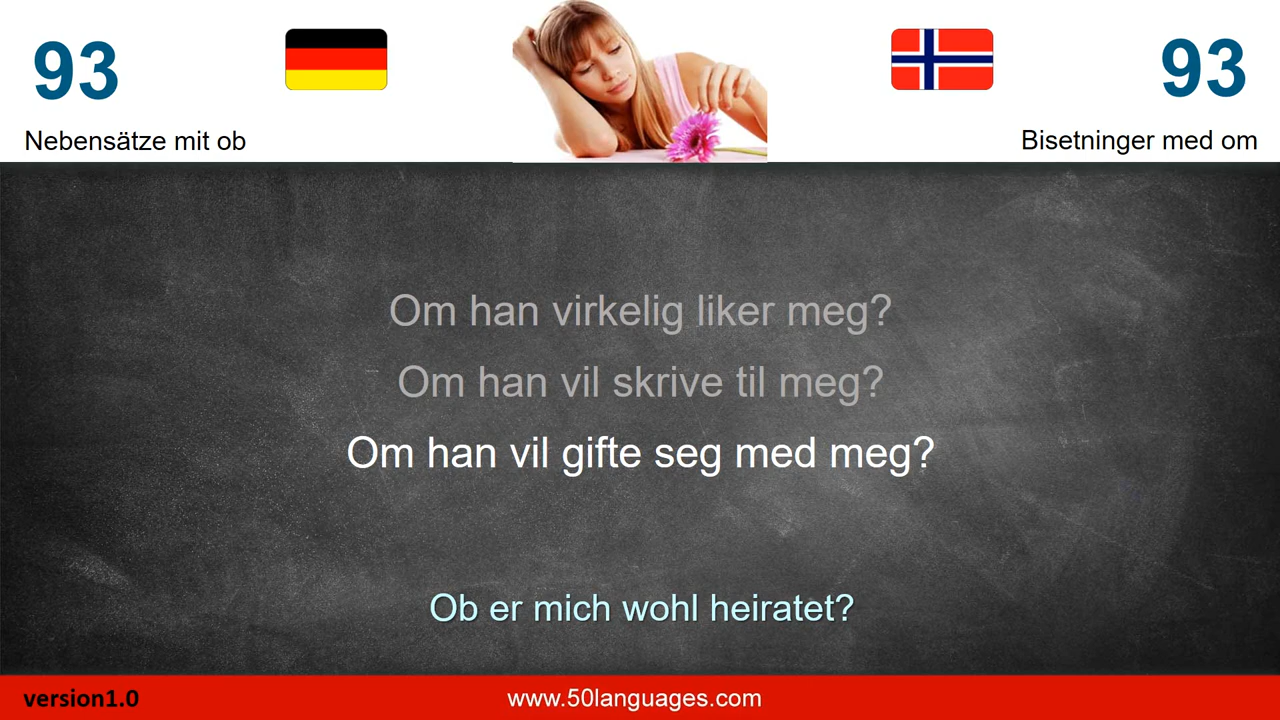 93
93
Nebensätze mit ob
Bisetninger med om
Om han virkelig liker meg?
Om han vil skrive til meg?
Om han vil gifte seg med meg?
Ob er mich wohl heiratet?
version1.0
www.50languages.com